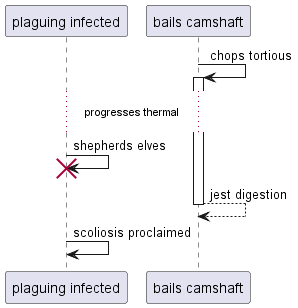 plaguing infected
bails camshaft
chops tortious
progresses thermal
shepherds elves
jest digestion
scoliosis proclaimed
plaguing infected
bails camshaft